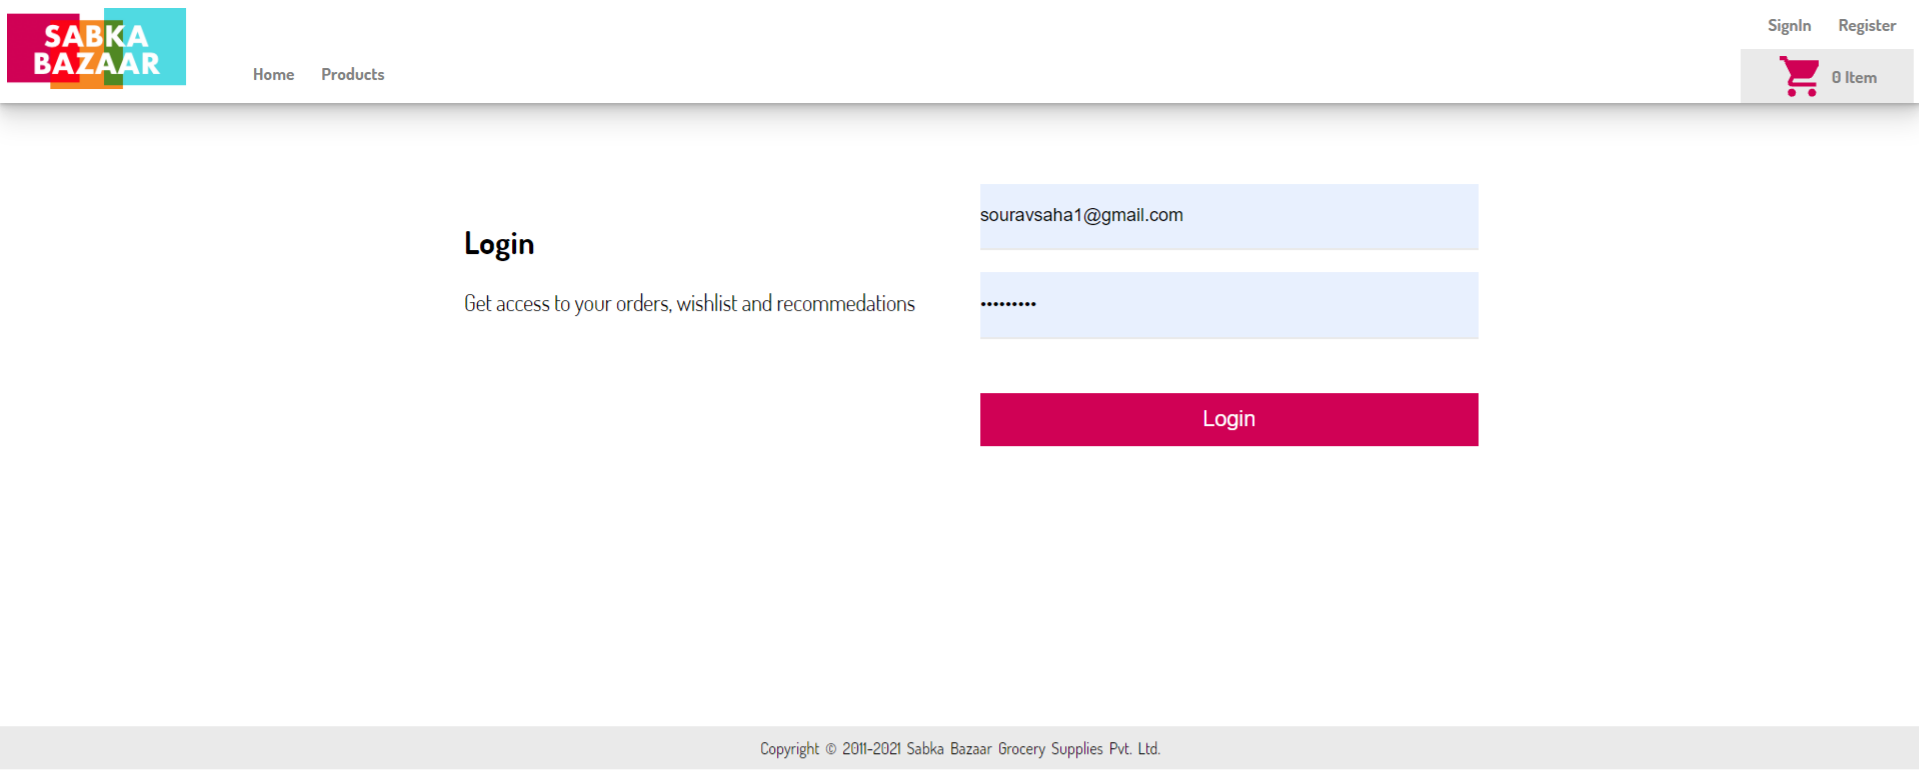 SABKA
BAZAAR
Home Products
SignIn Register
0 Item
Login
Get access to your orders, wishlist and recommedations
souravsaha1@gmail.com
•••••••••
Login
Copyright © 2011-2021 Sabka Bazaar Grocery Supplies Pvt. Ltd.